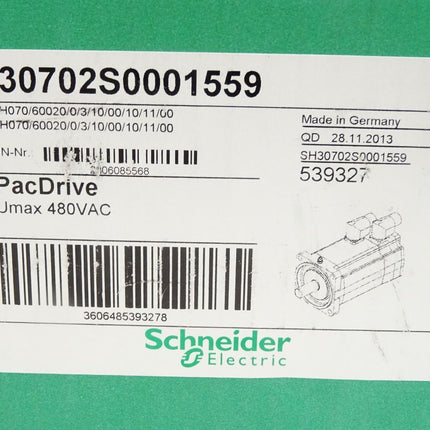 30702S0001559
H070/60020/0/3/10/00/10/11/00
H070/60020/0/3/10/00/10/11/00
N-Nr.
06085568
PacDrive
Umax 480VAC
3606485393278
Made in Germany
QD 28.11.2013
SH30702S0001559
539327
Schneider
Electric